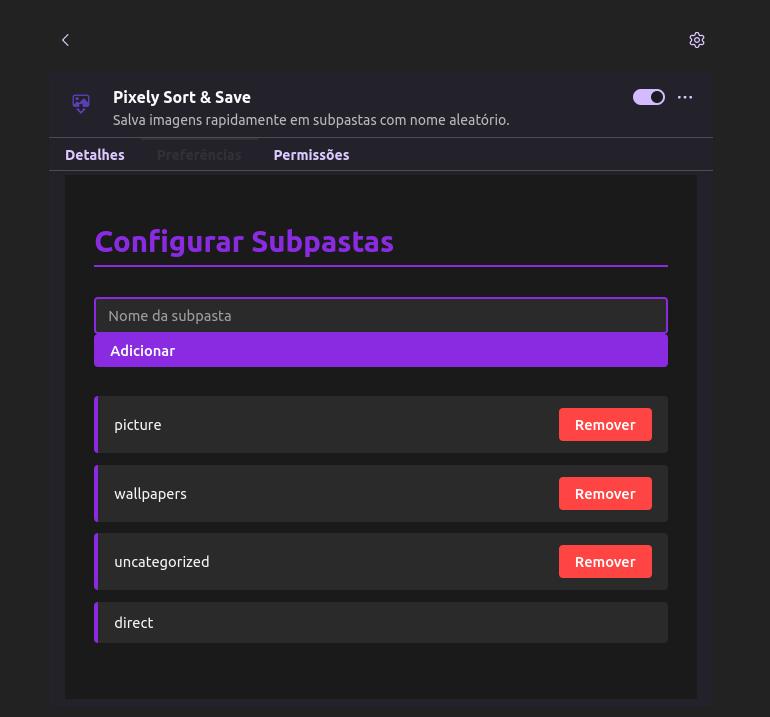 Pixely Sort & Save
Salva imagens rapidamente em subpastas com nome aleatório.
Detalhes Preferências Permissões
Configurar Subpastas
Nome da subpasta
Adicionar
picture Remover
wallpapers Remover
uncategorized Remover
direct